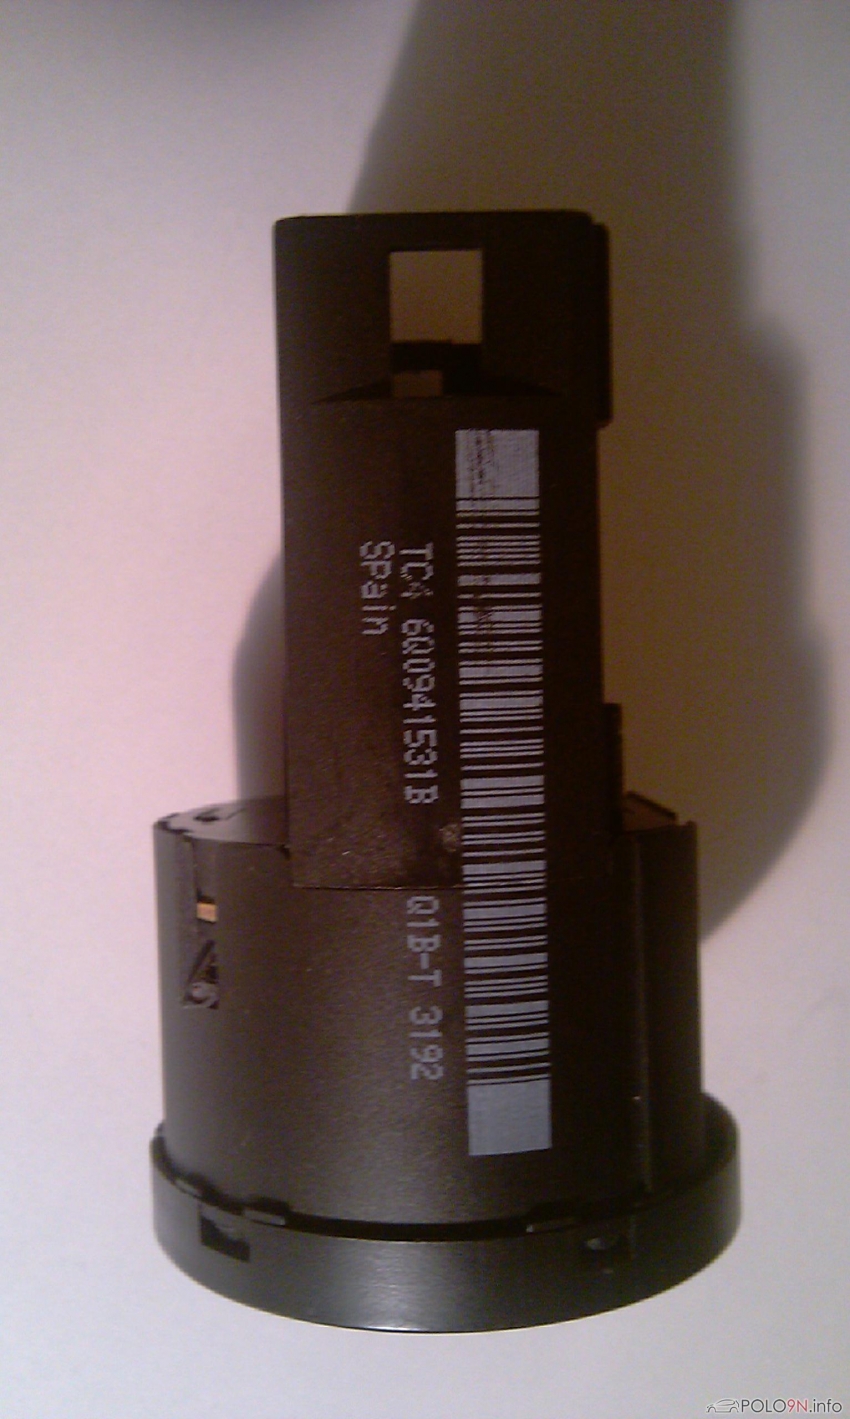 TC4 6Q0941531B Q1B-T 3192
Spain
POLO9N.info